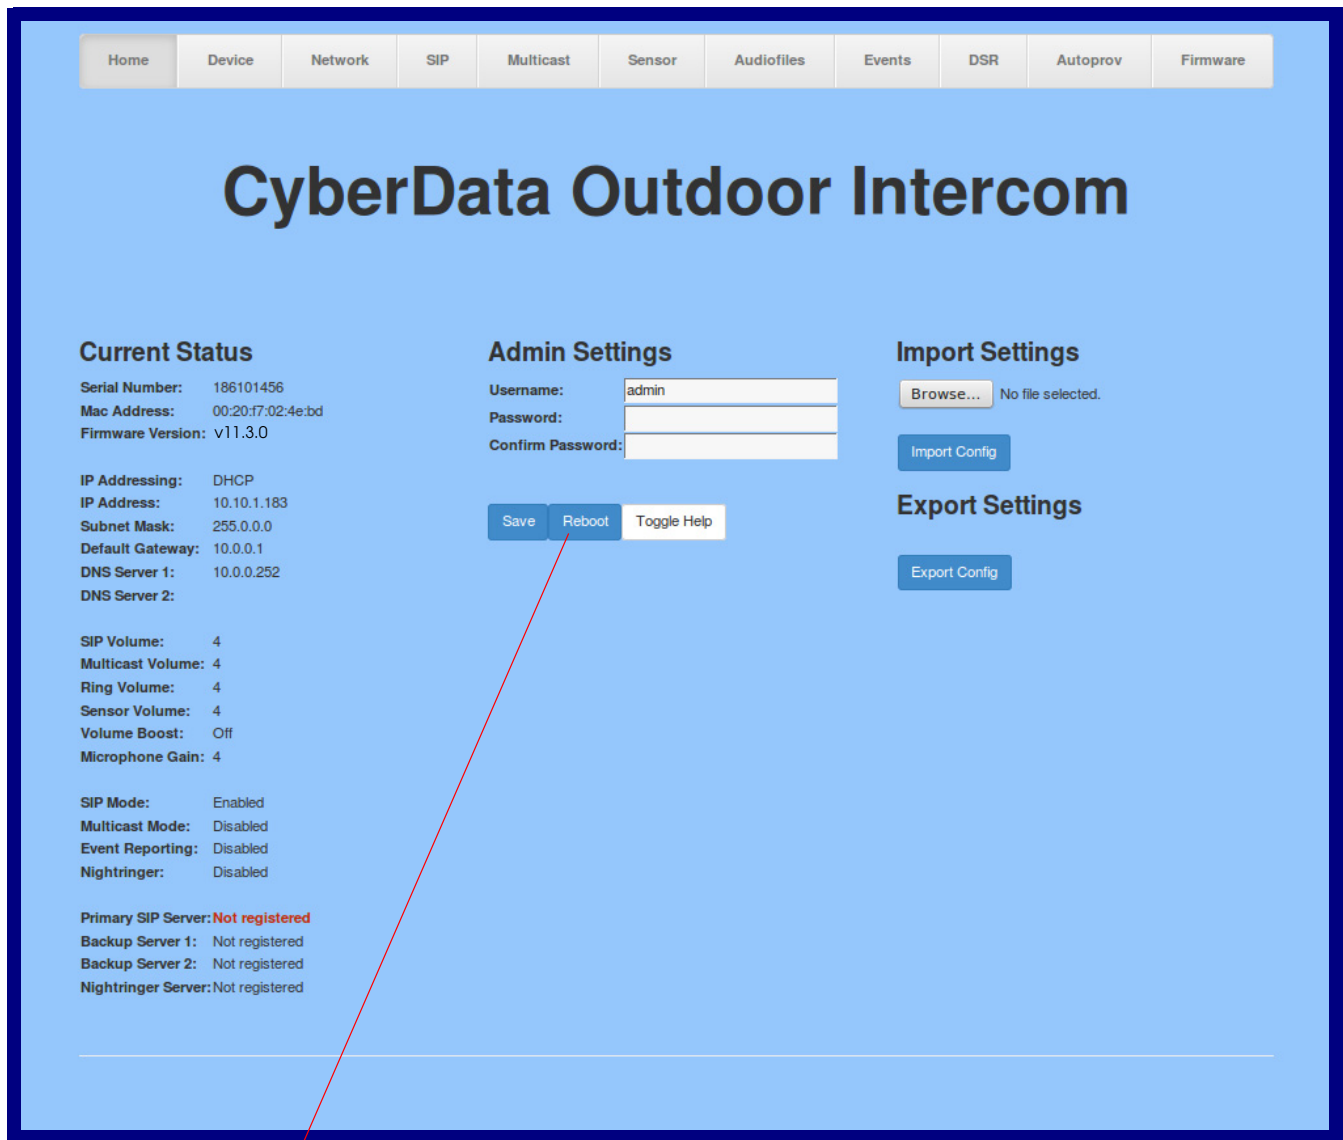 Home Device Network SIP Multicast Sensor Audiofiles Events DSR Autoprov Firmware
CyberData Outdoor Intercom
Current Status
Serial Number: 186101456
Mac Address: 00:20:f7:02:4e:bd
Firmware Version: v11.3.0
IP Addressing: DHCP
IP Address: 10.10.1.183
Subnet Mask: 255.0.0.0
Default Gateway: 10.0.0.1
DNS Server 1: 10.0.0.252
DNS Server 2:
SIP Volume: 4
Multicast Volume: 4
Ring Volume: 4
Sensor Volume: 4
Volume Boost: Off
Microphone Gain: 4
SIP Mode: Enabled
Multicast Mode: Disabled
Event Reporting: Disabled
Nightringer: Disabled
Primary SIP Server: Not registered
Backup Server 1: Not registered
Backup Server 2: Not registered
Nightringer Server: Not registered
Admin Settings
Username: admin
Password:
Confirm Password:
Save Reboot Toggle Help
Import Settings
Browse... No file selected.
Import Config
Export Settings
Export Config